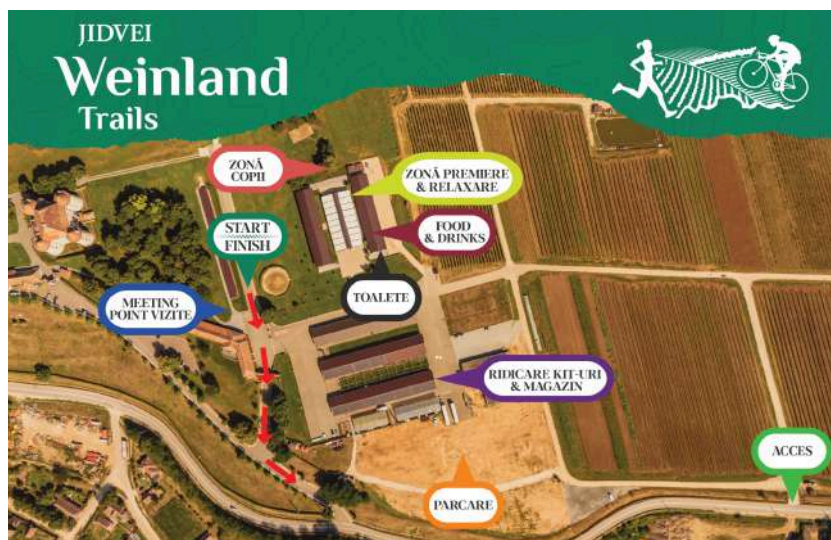 JIDVEI
Weinland
Trails
ZONĂ
COPII
ZONĂ PREMIERE
& RELAXARE
START
FINISH
FOOD
& DRINKS
TOALETE
MEETING
POINT VIZITE
RIDICARE KIT-URI
& MAGAZIN
ACCES
PARCARE